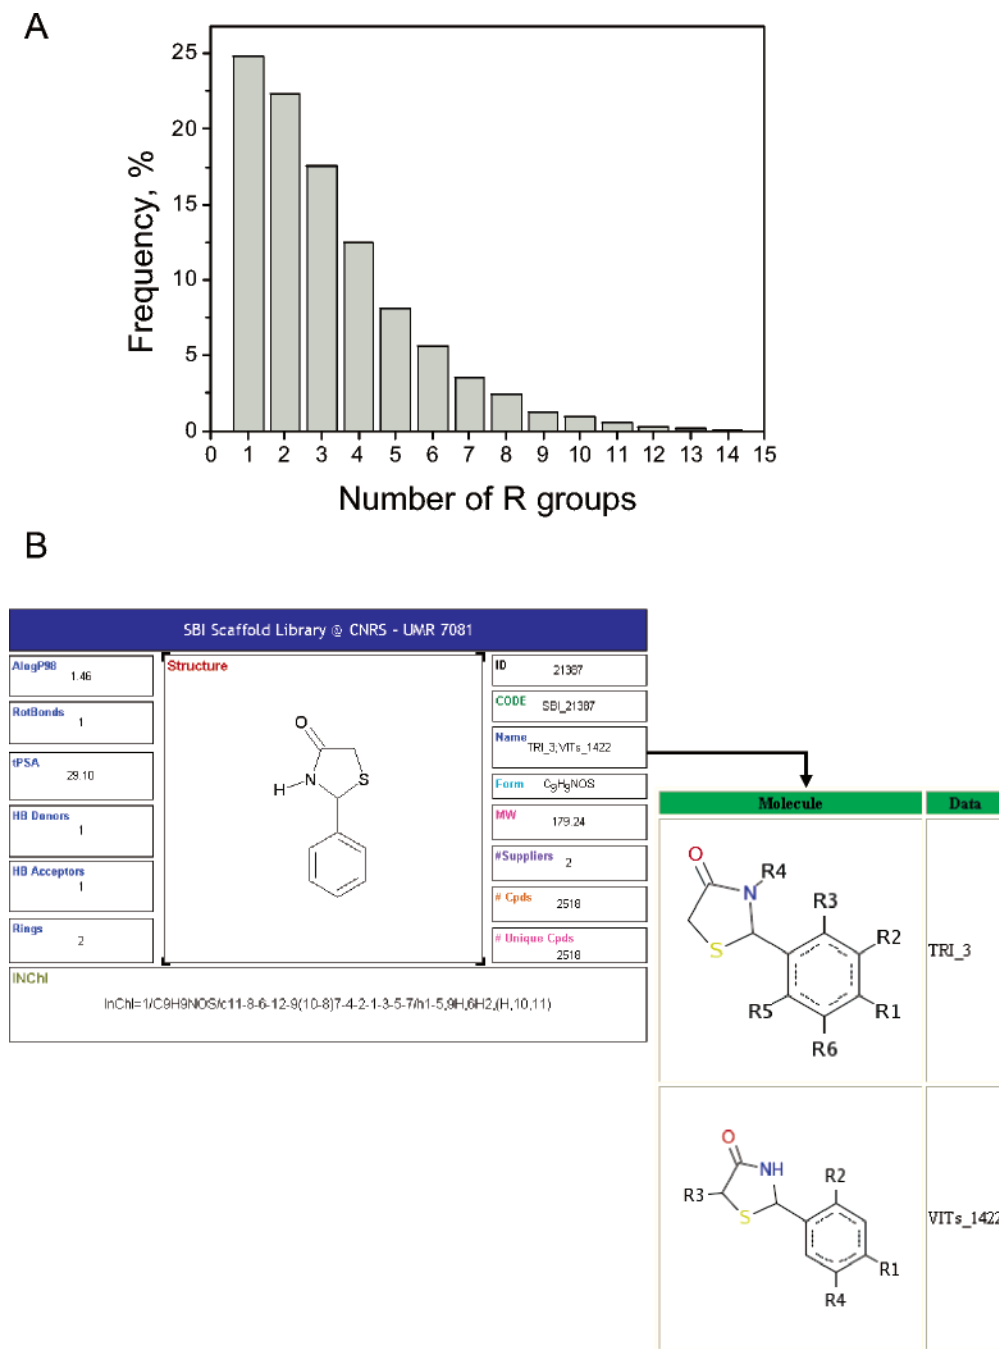 A
25
20
15
10
5
0
Frequency, %
0 1 2 3 4 5 6 7 8 9 10 11 12 13 14 15
Number of R groups
B
SBI Scaffold Library @ CNRS - UMR 7081
AlogP98
1.46
RotBonds
1
tPSA
29.10
HB Donors
1
HB Acceptors
1
Rings
2
Structure
O
N
H
S
ID
21387
CODE SBI_21387
Name TRI_3;VITs_1422
Form C9H9NOS
MW
179.24
#Suppliers 2
# Cpds
2518
# Unique Cpds
2518
INChI
InChI=1/C9H9NOS/c11-8-6-12-9(10-8)7-4-2-1-3-5-7/h1-5,9H,6H2,(H,10,11)
Molecule Data
O
N
R4
R3
R2
S
R5
R1
R6
TRI_3
O
NH
R2
R3
S
R1
R4
VITs_1422